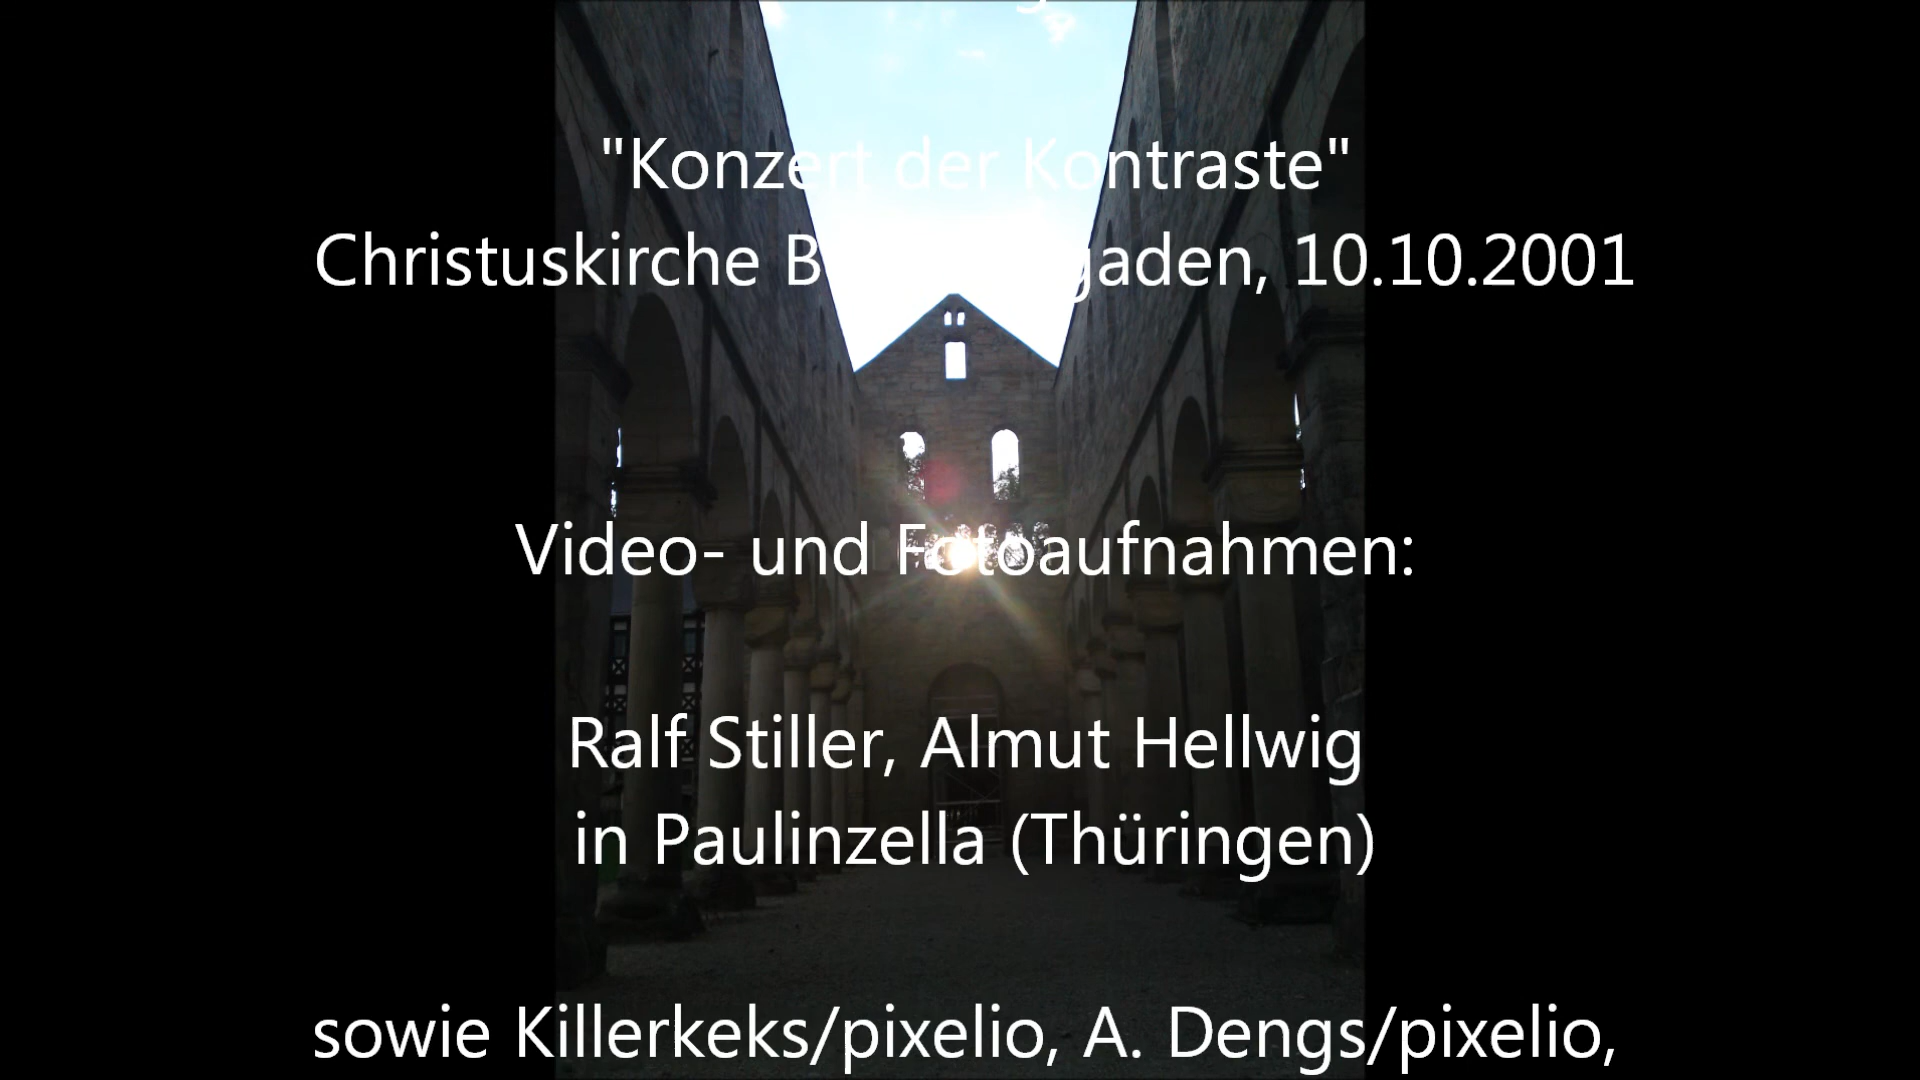 "Konzert der Kontraste"
Christuskirche gaden, 10.10.2001
Video- und Fotoaufnahmen:
Ralf Stiller, Almut Hellwig
in Paulinzella (Thüringen)
sowie Killerkeks/pixelio, A. Dengs/pixelio,